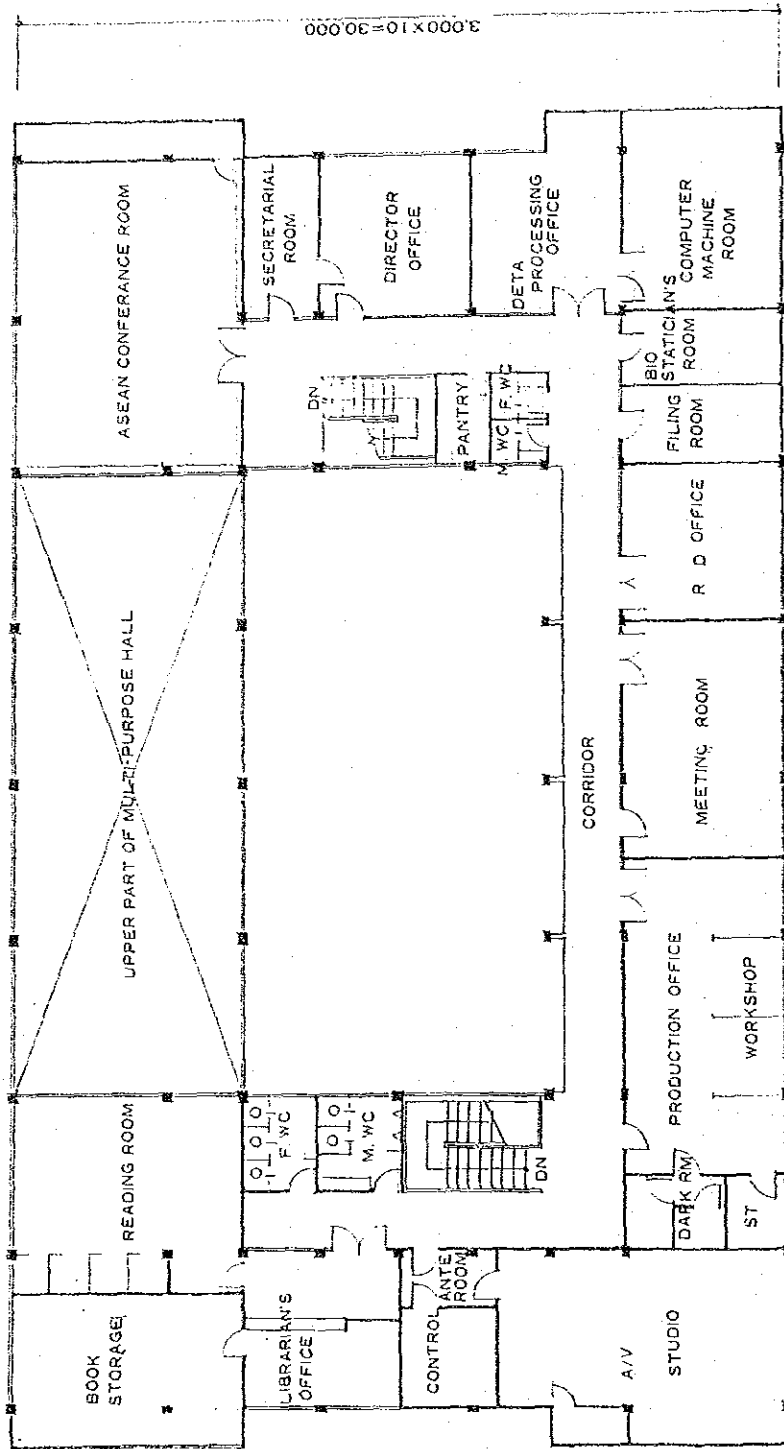 3,000×10=30,000
ASEAN CONFERANCE ROOM
SECRETARIAL
ROOM
DIRECTOR
OFFICE
DETA
PROCESSING
OFFICE
COMPUTER
MACHINE
ROOM
BIO
STATICIAN'S
ROOM
FILING
ROOM
R D OFFICE
MEETING ROOM
PRODUCTION OFFICE
WORKSHOP
DARK RM
ST
A/V
STUDIO
CONTROL
ANTE
ROOM
LIBRARIAN'S
OFFICE
BOOK
STORAGE
READING ROOM
F. WC
M. WC
DN
UPPER PART OF MULTI-PURPOSE HALL
CORRIDOR
DN
PANTRY
M. WC
F. WC